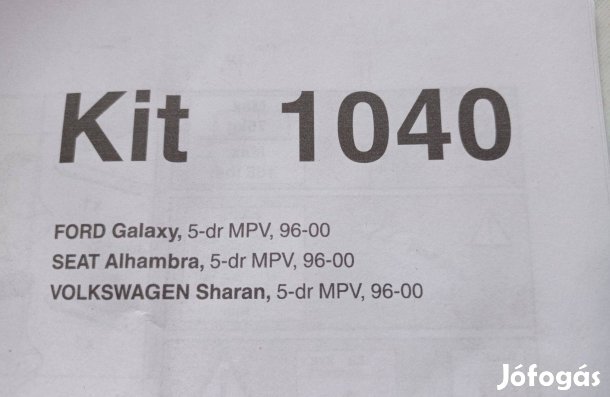 Kit 1040
FORD Galaxy, 5-dr MPV, 96-00
SEAT Alhambra, 5-dr MPV, 96-00
VOLKSWAGEN Sharan, 5-dr MPV, 96-00
Jófogás